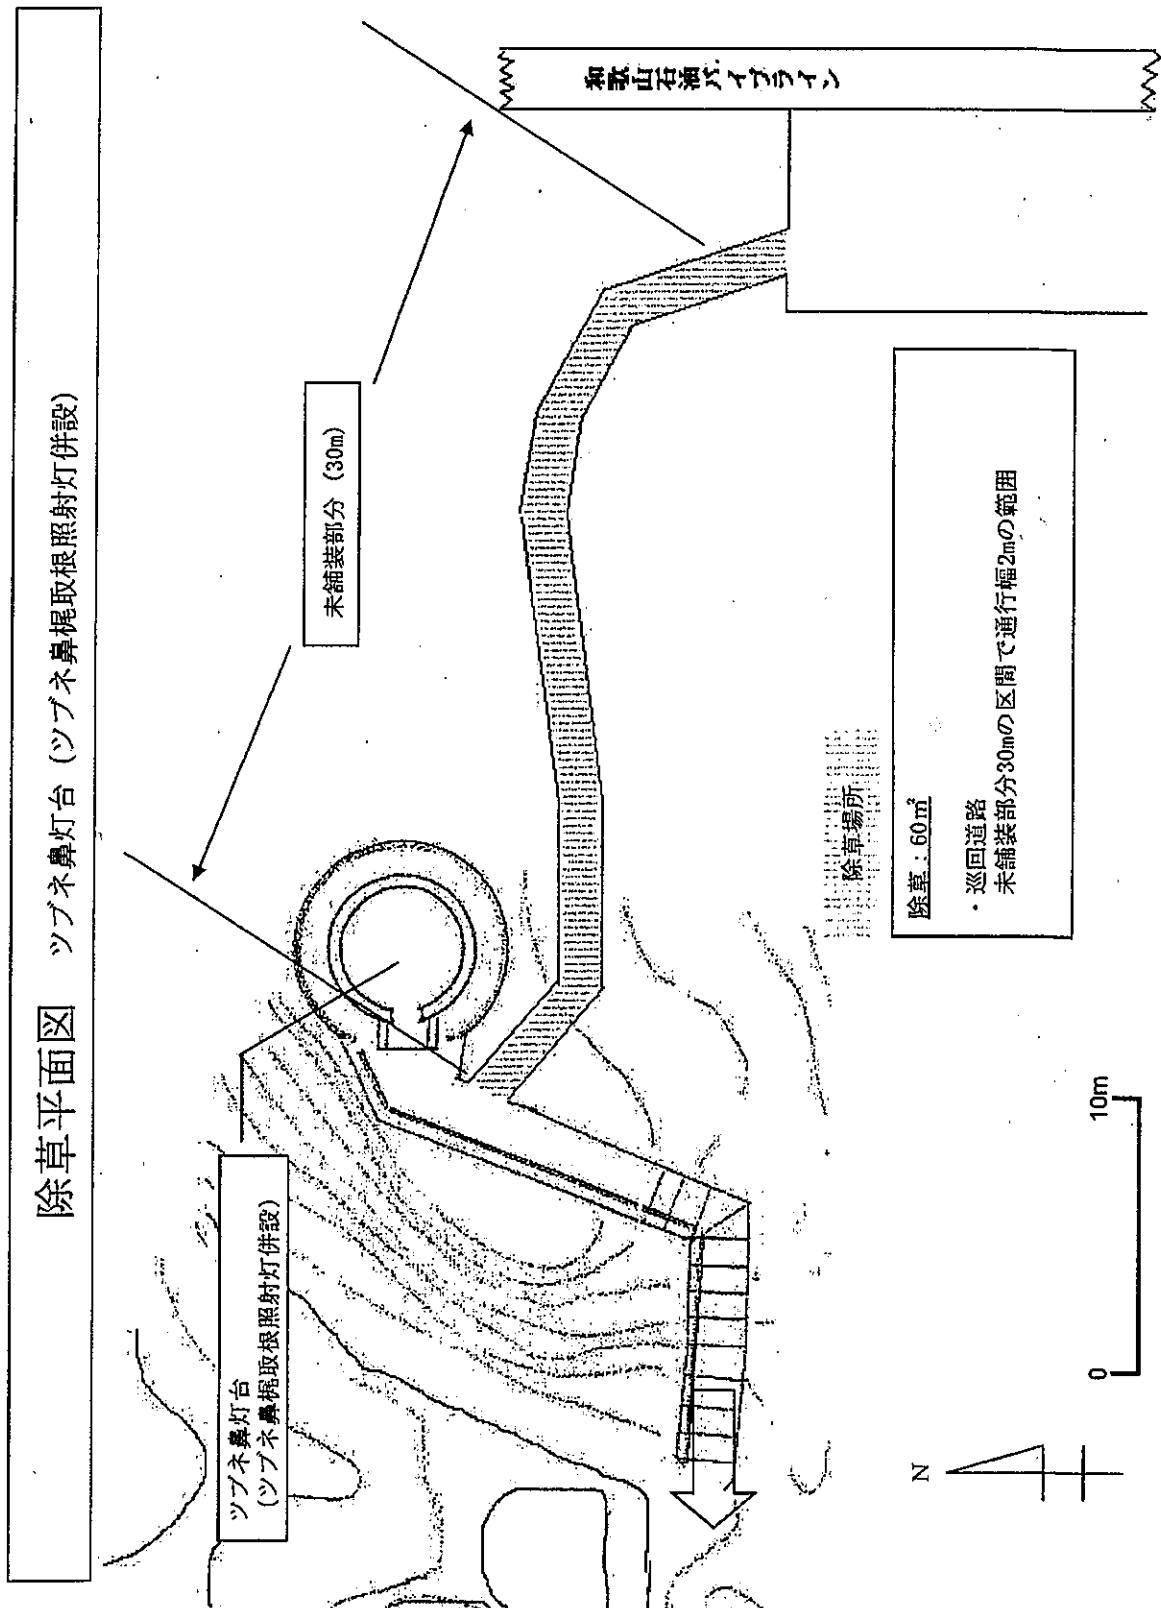 除草平面図 ツブネ鼻灯台(ツブネ鼻梶取根照射灯併設)
ツブネ鼻灯台
(ツブネ鼻梶取根照射灯併設)
未舗装部分(30m)
和歌山石油パイプライン
除草場所
除草:60㎡
・巡回道路
未舗装部分30mの区間で通行幅2mの範囲
N
0
10m